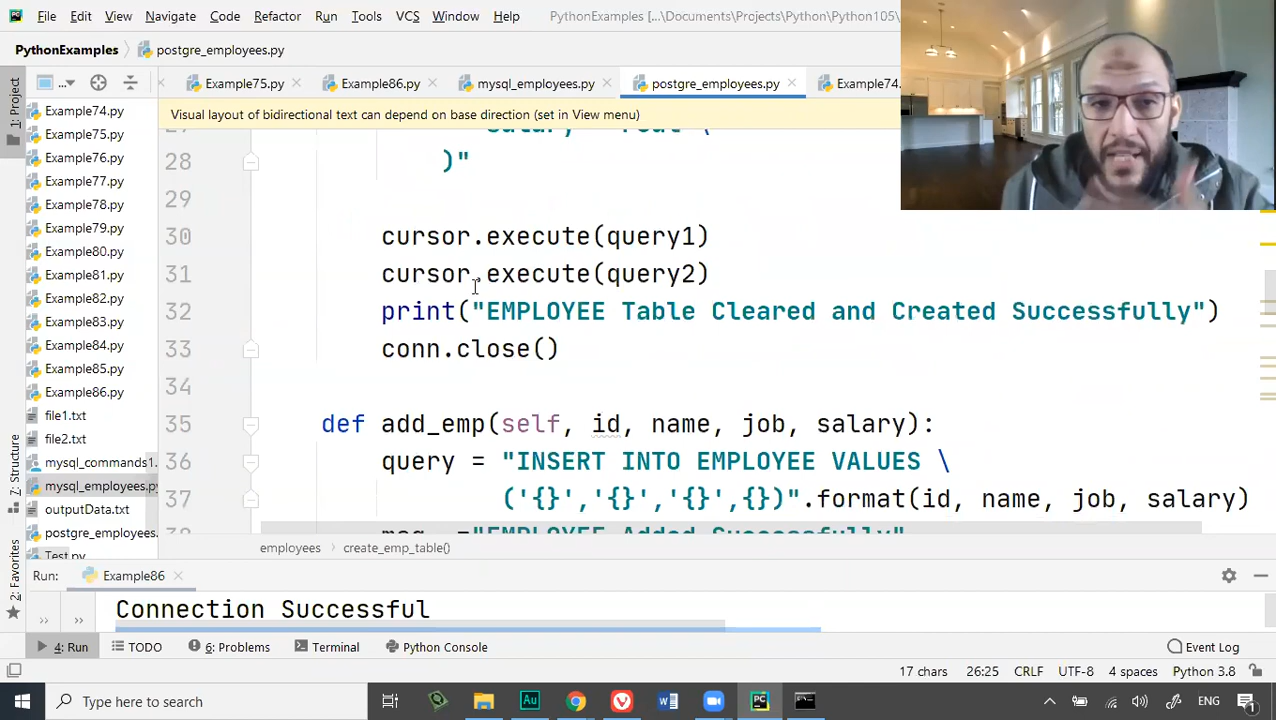 File Edit View Navigate Code Refactor Run Tools VCS Window Help PythonExamples [...\Documents\Projects\Python\Python105\
PythonExamples postgre_employees.py
Example75.py Example86.py mysql_employees.py postgre_employees.py Example74.
1: Project
Visual layout of bidirectional text can depend on base direction (set in View menu)
Example74.py
Example75.py
Example76.py
Example77.py
Example78.py
Example79.py
Example80.py
Example81.py
Example82.py
Example83.py
Example84.py
Example85.py
Example86.py
file1.txt
file2.txt
mysql_commands1.
mysql_employees.py
outputData.txt
postgre_employees.
Test.py
28 )"
29
30 cursor.execute(query1)
31 cursor.execute(query2)
32 print("EMPLOYEE Table Cleared and Created Successfully")
33 conn.close()
34
35 def add_emp(self, id, name, job, salary):
36 query = "INSERT INTO EMPLOYEE VALUES \
37 ('{}','{}','{}',{})".format(id, name, job, salary)
employees create_emp_table()
Z: Structure
2: Favorites
Run: Example86
Connection Successful
4: Run TODO 6: Problems Terminal Python Console Event Log
17 chars 26:25 CRLF UTF-8 4 spaces Python 3.8
Type here to search
ENG